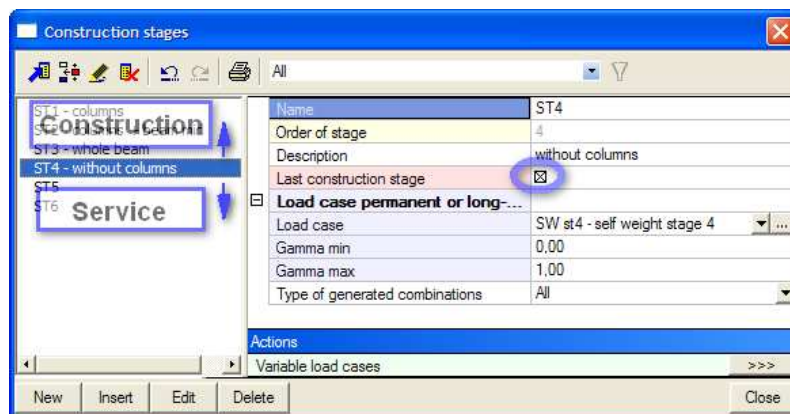 Construction stages
All
ST1 - columns
Construction
ST3 - whole beam
ST4 - without columns
ST5
ST6
Service
Name ST4
Order of stage 4
Description without columns
Last construction stage
Load case permanent or long-...
Load case SW st4 - self weight stage 4 ...
Gamma min 0,00
Gamma max 1,00
Type of generated combinations All
Actions
Variable load cases >>>
New Insert Edit Delete Close